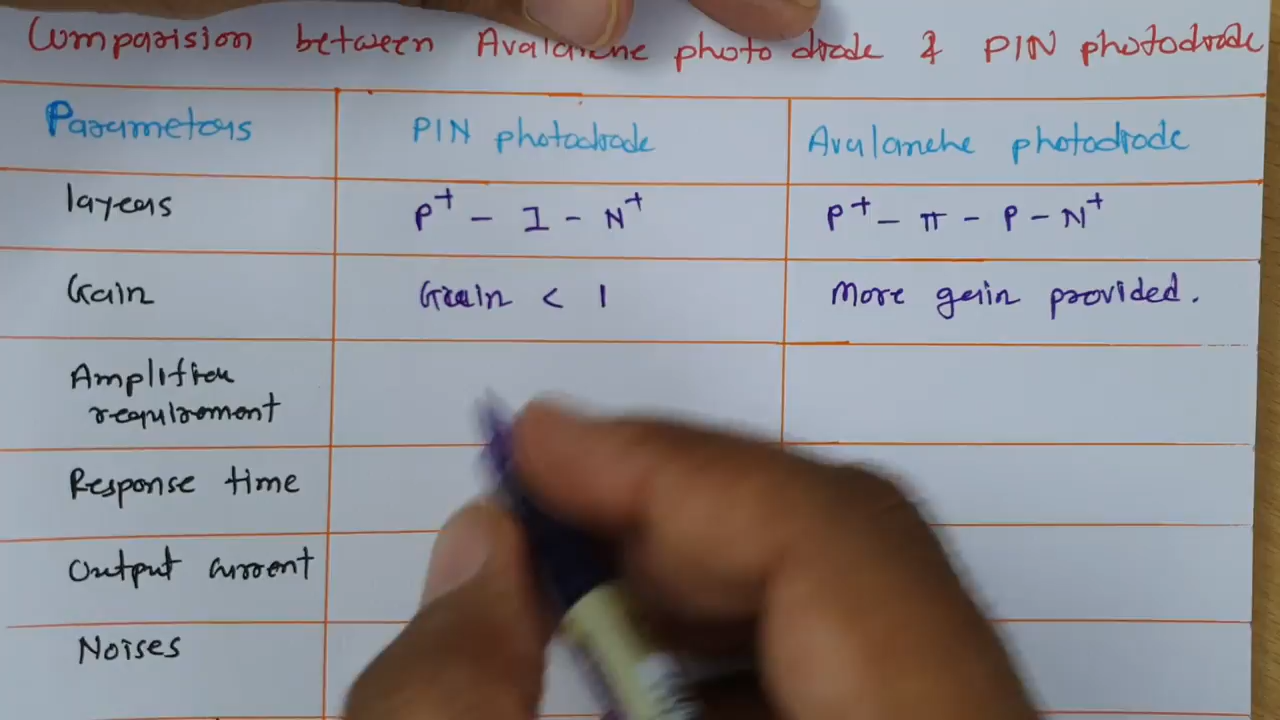 Comparision between Avalanche photo diode & PIN photodiode
Parameters PIN photodiode Avalanche photodiode
layers P+ - I - N+ P+ - π - P - N+
Gain Gain < 1 More gain provided.
Amplifier
requirement
Response time
Output current
Noises